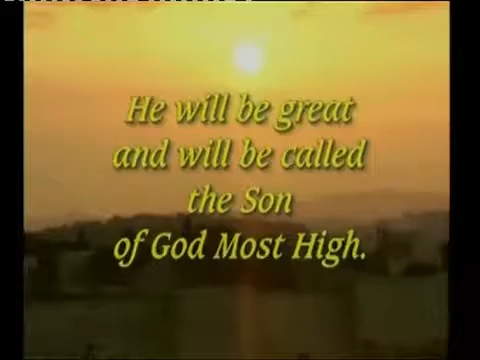 He will be great
and will be called
the Son
of God Most High.